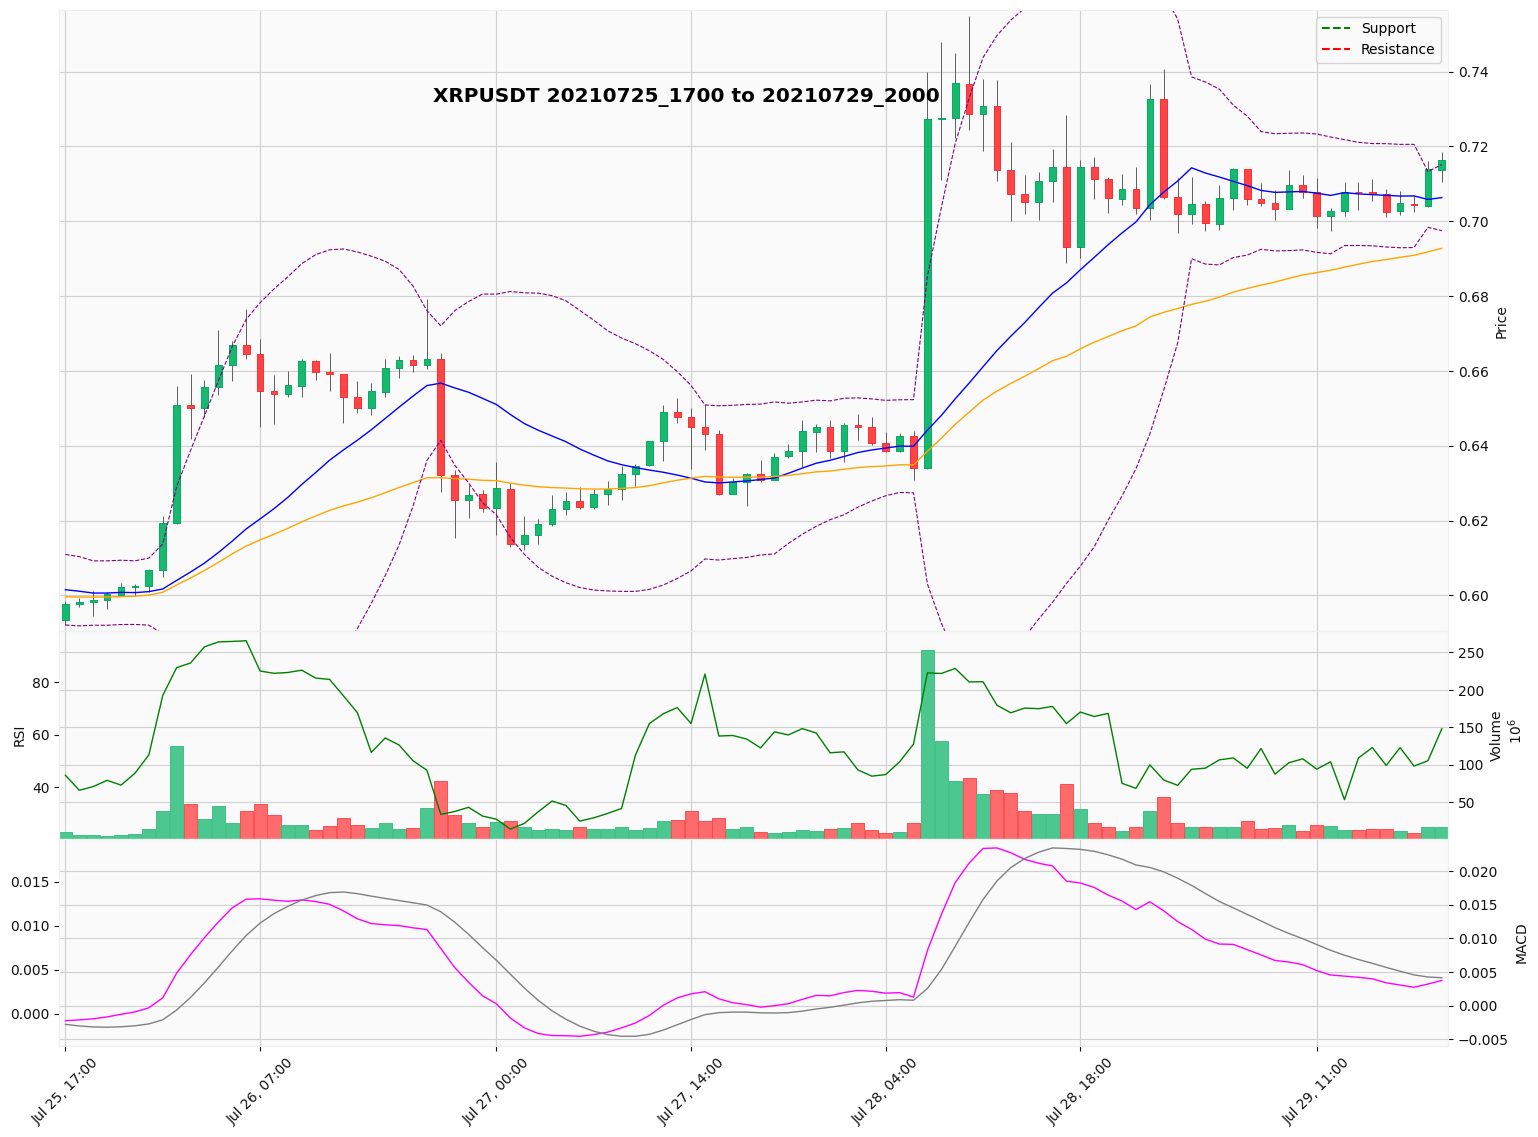 XRPUSDT 20210725_1700 to 20210729_2000
Support
Resistance
0.74
0.72
0.70
0.68
0.66
0.64
0.62
0.60
Price
80
60
40
RSI
250
200
150
100
50
Volume
10^6
0.015
0.010
0.005
0.000
0.020
0.015
0.010
0.005
0.000
−0.005
MACD
Jul 25, 17:00
Jul 26, 07:00
Jul 27, 00:00
Jul 27, 14:00
Jul 28, 04:00
Jul 28, 18:00
Jul 29, 11:00